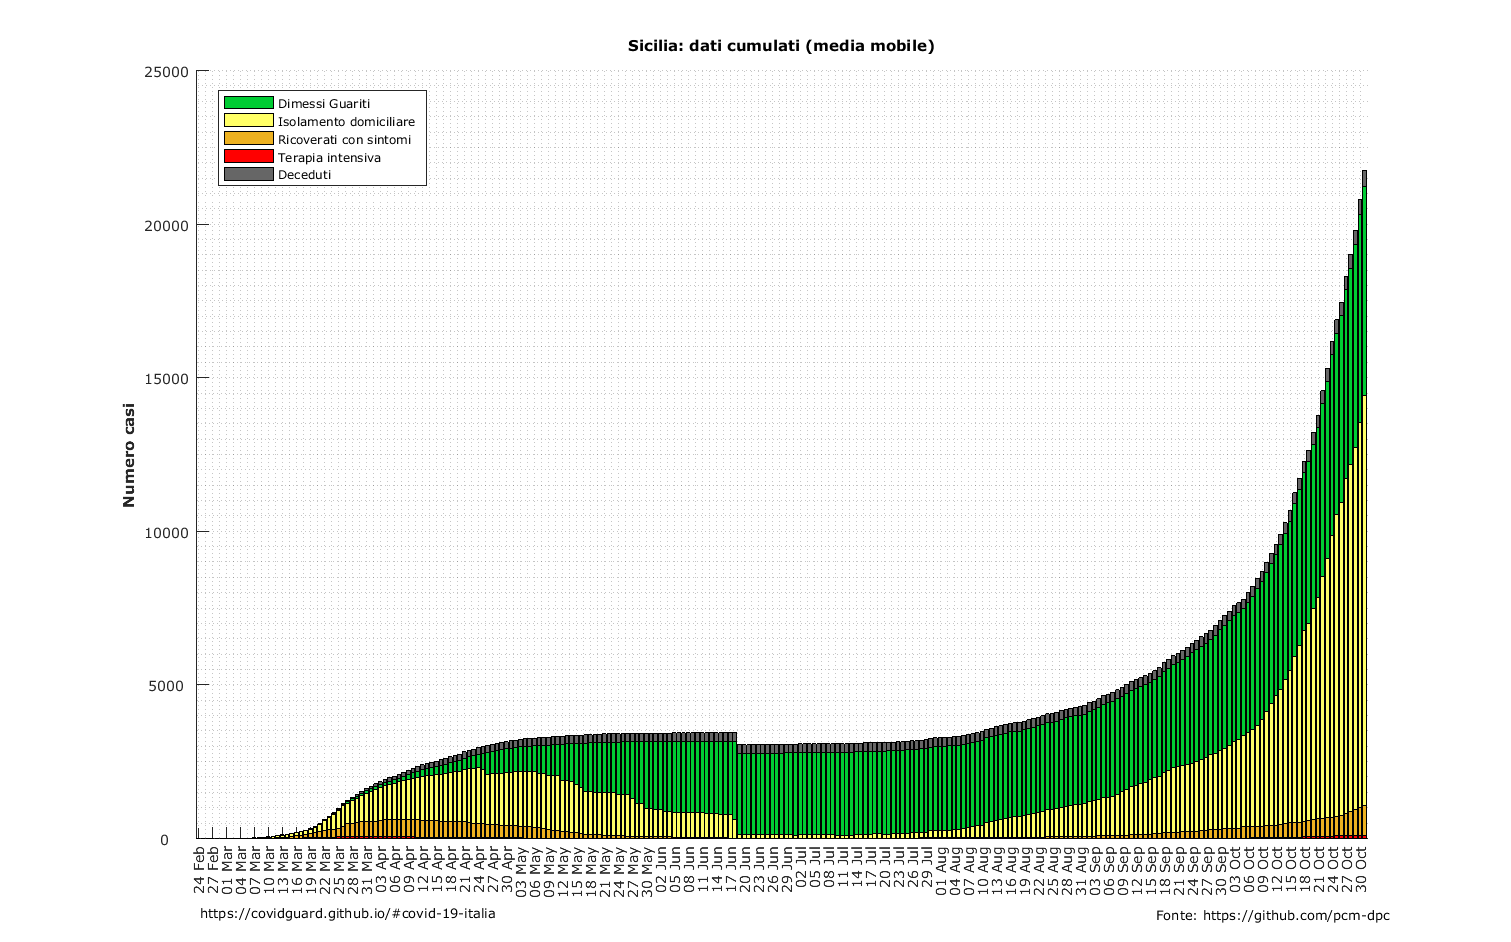 Sicilia: dati cumulati (media mobile)
25000
20000
15000
10000
5000
0
Numero casi
Dimessi Guariti
Isolamento domiciliare
Ricoverati con sintomi
Terapia intensiva
Deceduti
24 Feb
27 Feb
01 Mar
04 Mar
07 Mar
10 Mar
13 Mar
16 Mar
19 Mar
22 Mar
25 Mar
28 Mar
31 Mar
03 Apr
06 Apr
09 Apr
12 Apr
15 Apr
18 Apr
21 Apr
24 Apr
27 Apr
30 Apr
03 May
06 May
09 May
12 May
15 May
18 May
21 May
24 May
27 May
30 May
02 Jun
05 Jun
08 Jun
11 Jun
14 Jun
17 Jun
20 Jun
23 Jun
26 Jun
29 Jun
02 Jul
05 Jul
08 Jul
11 Jul
14 Jul
17 Jul
20 Jul
23 Jul
26 Jul
29 Jul
01 Aug
04 Aug
07 Aug
10 Aug
13 Aug
16 Aug
19 Aug
22 Aug
25 Aug
28 Aug
31 Aug
03 Sep
06 Sep
09 Sep
12 Sep
15 Sep
18 Sep
21 Sep
24 Sep
27 Sep
30 Sep
03 Oct
06 Oct
09 Oct
12 Oct
15 Oct
18 Oct
21 Oct
24 Oct
27 Oct
30 Oct
https://covidguard.github.io/#covid-19-italia
Fonte: https://github.com/pcm-dpc